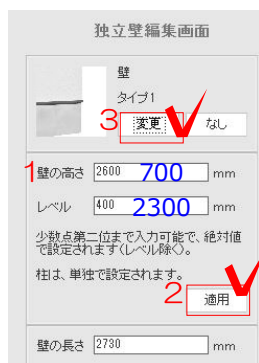 独立壁編集画面
壁
タイプ1
3 変更 なし
1 壁の高さ 2600 700 mm
レベル 400 2300 mm
少数点第二位まで入力可能で、絶対値
で設定されます(レベル除く)。
柱は、単独で設定されます。
2 適用
壁の長さ 2730 mm